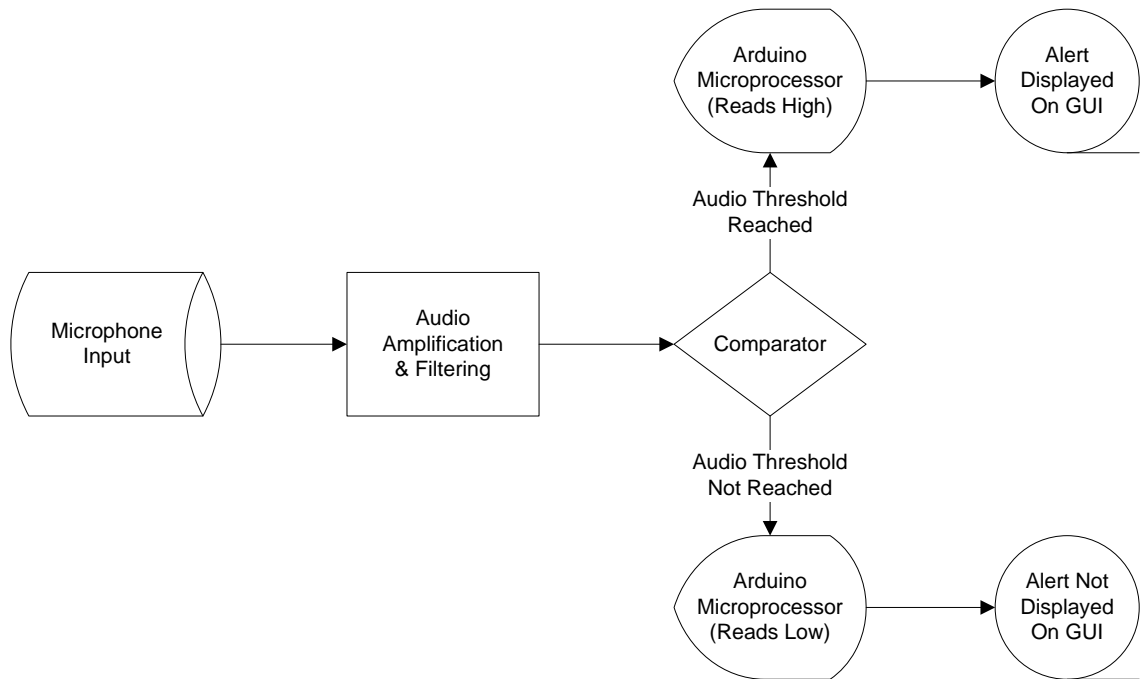 Microphone
Input
Audio
Amplification
& Filtering
Comparator
Audio Threshold
Reached
Arduino
Microprocessor
(Reads High)
Alert
Displayed
On GUI
Audio Threshold
Not Reached
Arduino
Microprocessor
(Reads Low)
Alert Not
Displayed
On GUI